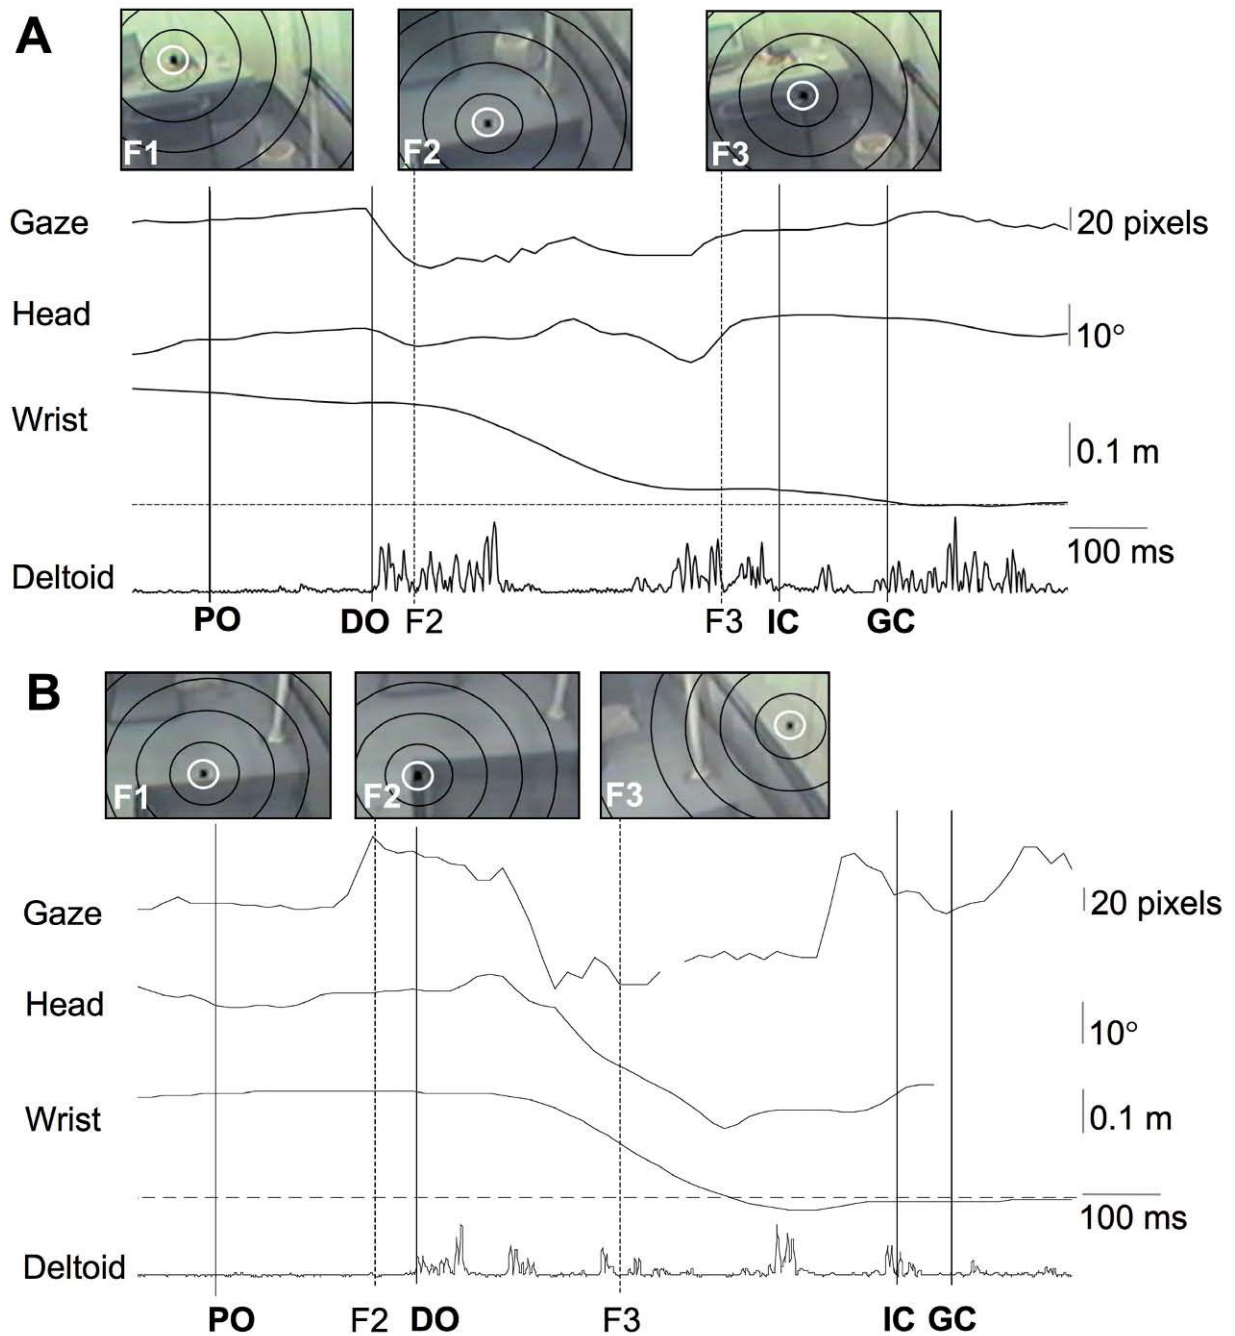 A
F1
F2
F3
Gaze
20 pixels
Head
10°
Wrist
0.1 m
100 ms
Deltoid
PO DO F2 F3 IC GC
B
F1
F2
F3
Gaze
20 pixels
Head
10°
Wrist
0.1 m
100 ms
Deltoid
PO F2 DO F3 IC GC